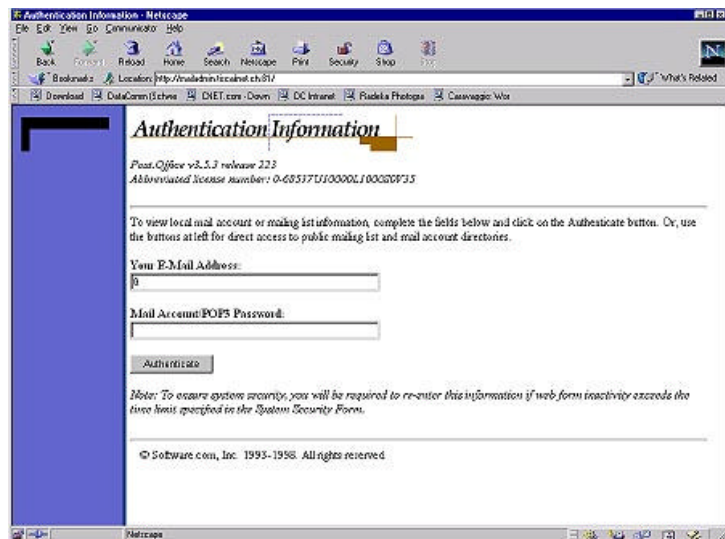 Authentication Information - Netscape
File Edit View Go Communicator Help
Back Forward Reload Home Search Netscape Print Security Shop Stop
Bookmarks Location: What's Related
Download DC Intranet
Authentication Information
Post.Office v3.5.3 release 223
Abbreviated license number:
To view local mail account or mailing list information, complete the fields below and click on the Authenticate button. Or, use
the buttons at left for direct access to public mailing list and mail account directories.
Your E-Mail Address:
Mail Account/POP3 Password:
Authenticate
Note: To ensure system security, you will be required to re-enter this information if web form inactivity exceeds the
time limit specified in the System Security Form.
© Software.com, Inc. 1993-1998. All rights reserved
Netscape